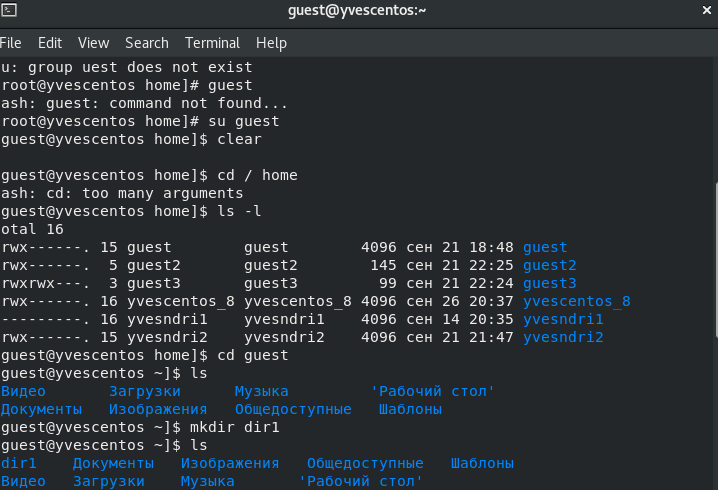 guest@yvescentos:~
File Edit View Search Terminal Help
u: group uest does not exist
root@yvescentos home]# guest
ash: guest: command not found...
root@yvescentos home]# su guest
guest@yvescentos home]$ clear
guest@yvescentos home]$ cd / home
ash: cd: too many arguments
guest@yvescentos home]$ ls -l
otal 16
rwx------. 15 guest        guest        4096 сен 21 18:48 guest
rwx------.  5 guest2       guest2        145 сен 21 22:25 guest2
rwxrwx---.  3 guest3       guest3         99 сен 21 22:24 guest3
rwx------. 16 yvescentos_8 yvescentos_8 4096 сен 26 20:37 yvescentos_8
---------. 16 yvesndri1    yvesndri1    4096 сен 14 20:35 yvesndri1
rwx------. 15 yvesndri2    yvesndri2    4096 сен 21 21:47 yvesndri2
guest@yvescentos home]$ cd guest
guest@yvescentos ~]$ ls
Видео       Загрузки      Музыка         'Рабочий стол'
Документы   Изображения   Общедоступные   Шаблоны
guest@yvescentos ~]$ mkdir dir1
guest@yvescentos ~]$ ls
dir1    Документы   Изображения   Общедоступные   Шаблоны
Видео   Загрузки    Музыка       'Рабочий стол'